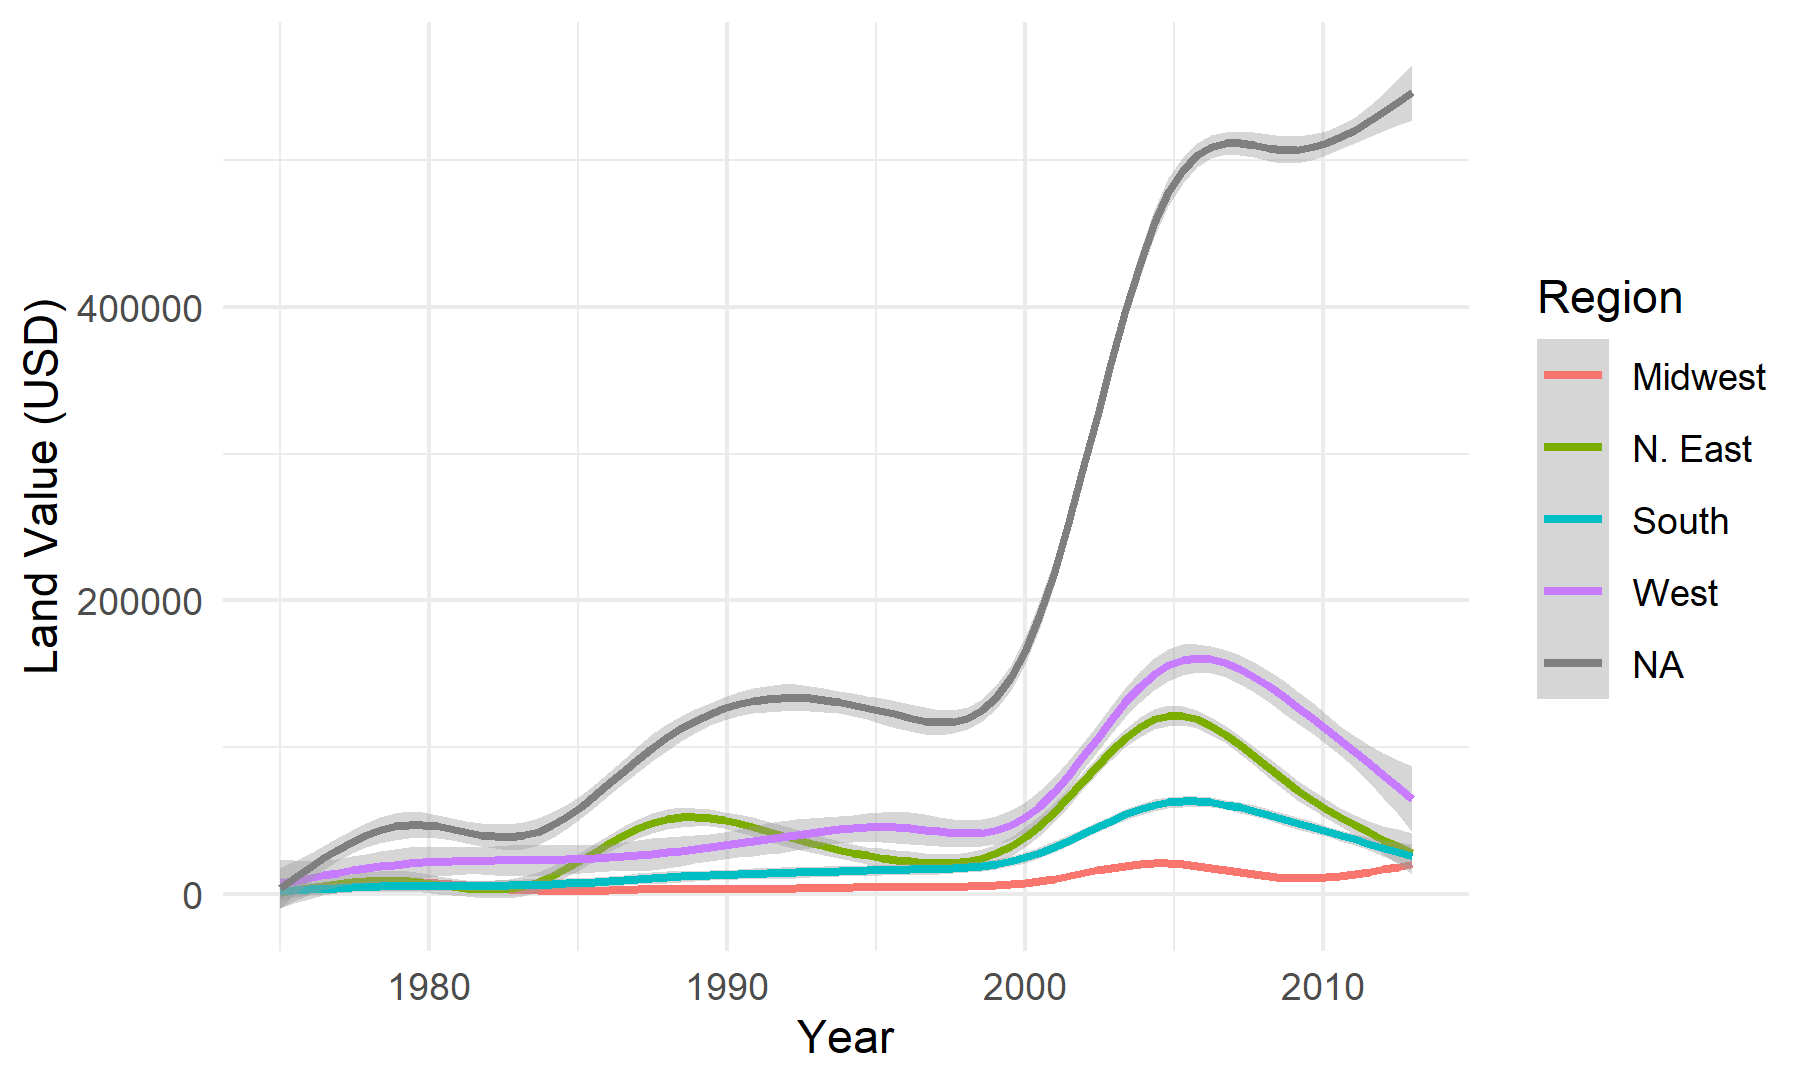 Land Value (USD)
400000
200000
0
1980
1990
2000
2010
Year
Region
Midwest
N. East
South
West
NA